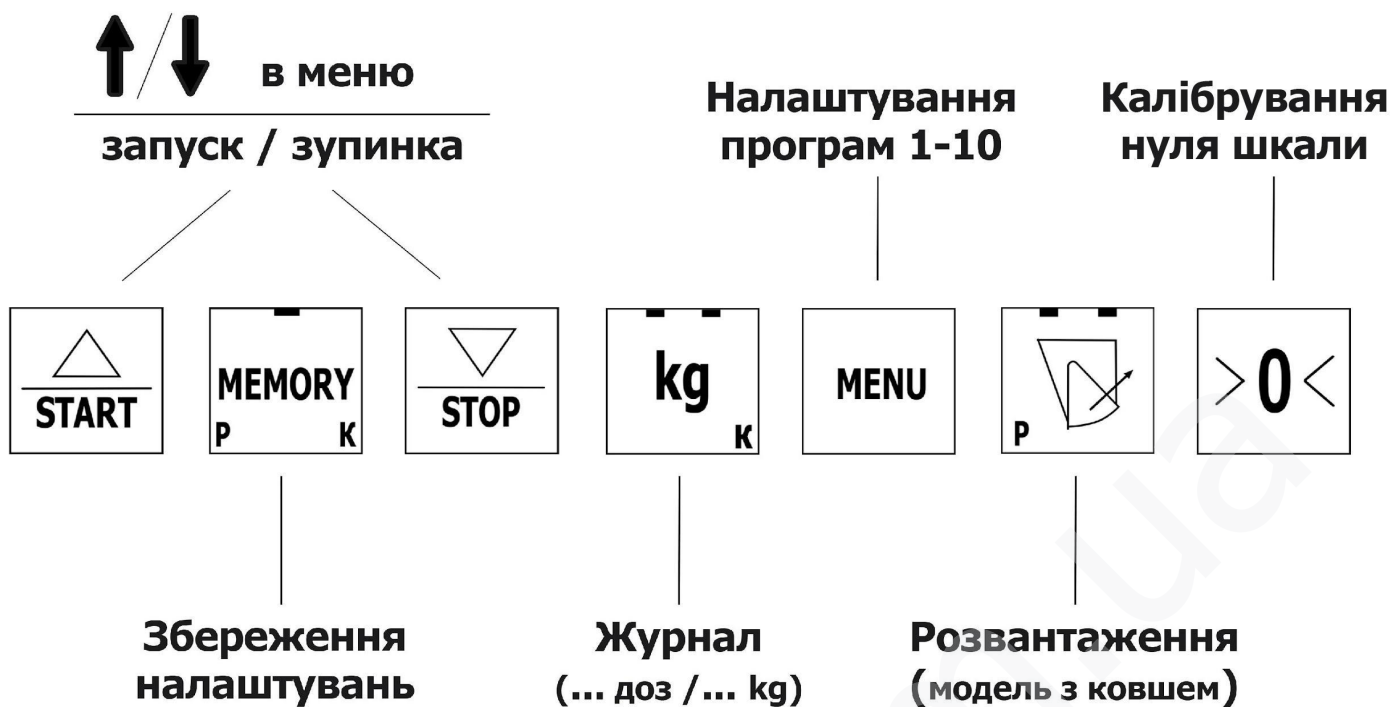 ↑/↓ в меню
запуск / зупинка
Налаштування
програм 1-10
Калібрування
нуля шкали
START
MEMORY
P K
STOP
kg
K
MENU
P
>0<
Збереження
налаштувань
Журнал
(... доз /... kg)
Розвантаження
(модель з ковшем)